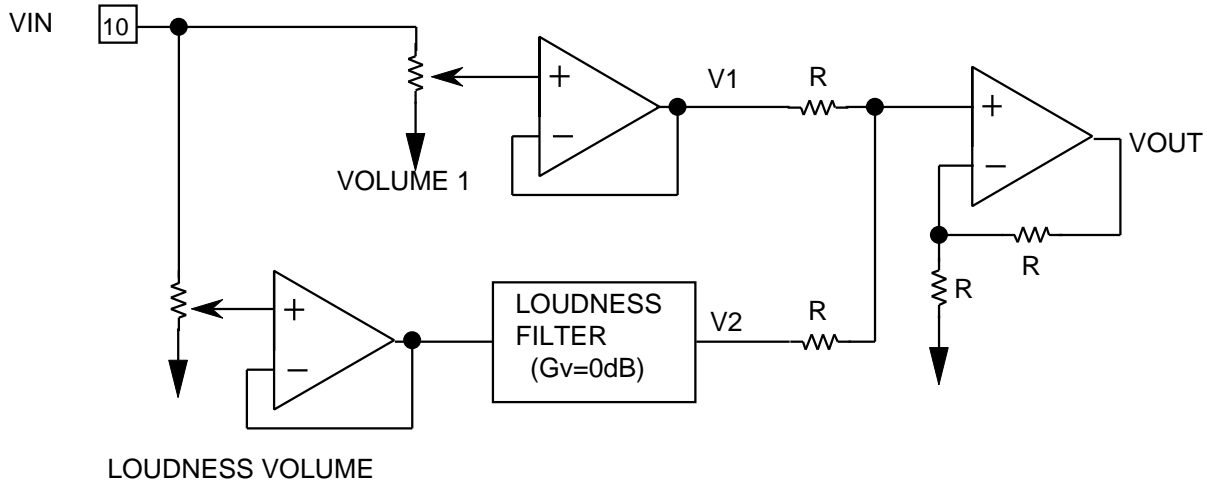 VIN
10
+
−
V1
R
+
−
VOUT
VOLUME 1
R
R
+
−
LOUDNESS
FILTER
(Gv=0dB)
V2
R
LOUDNESS VOLUME